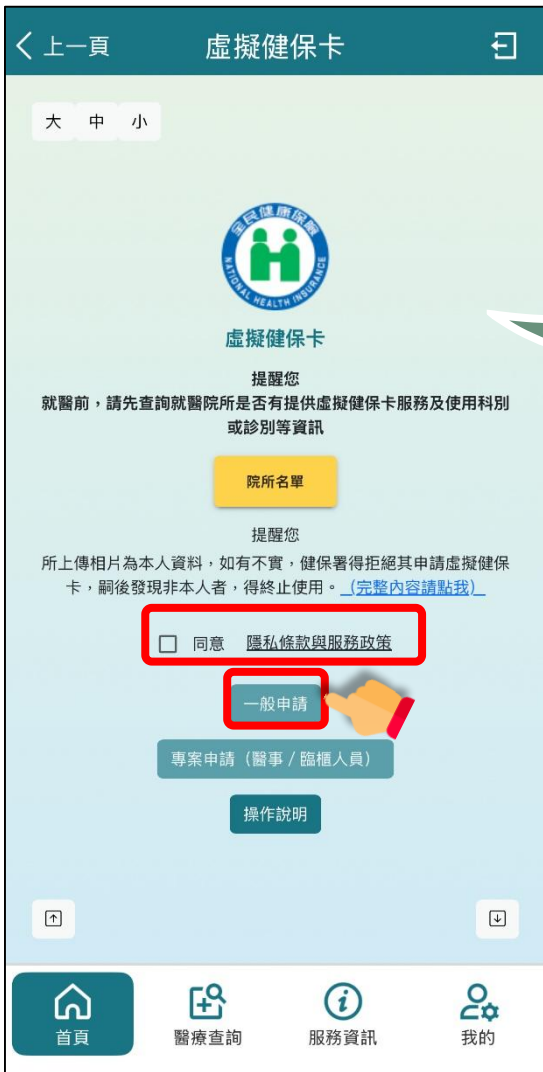 上一頁
虛擬健保卡
大 中 小
全民健康保險
NATIONAL HEALTH INSURANCE
虛擬健保卡
提醒您
就醫前，請先查詢就醫院所是否有提供虛擬健保卡服務及使用科別
或診別等資訊
院所名單
提醒您
所上傳相片為本人資料，如有不實，健保署得拒絕其申請虛擬健保
卡，嗣後發現非本人者，得終止使用。(完整內容請點我)
同意 隱私條款與服務政策
一般申請
專案申請（醫事 / 臨櫃人員）
操作說明
首頁
醫療查詢
服務資訊
我的